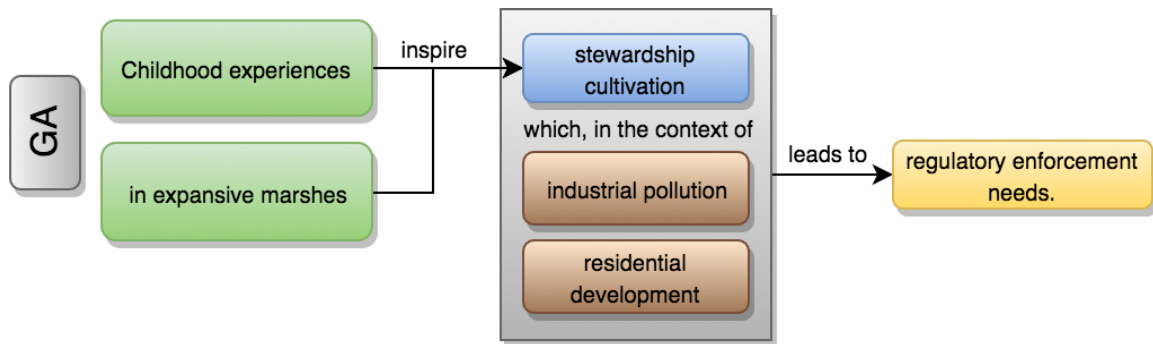 GA
Childhood experiences
in expansive marshes
inspire
stewardship
cultivation
which, in the context of
industrial pollution
residential
development
leads to
regulatory enforcement
needs.